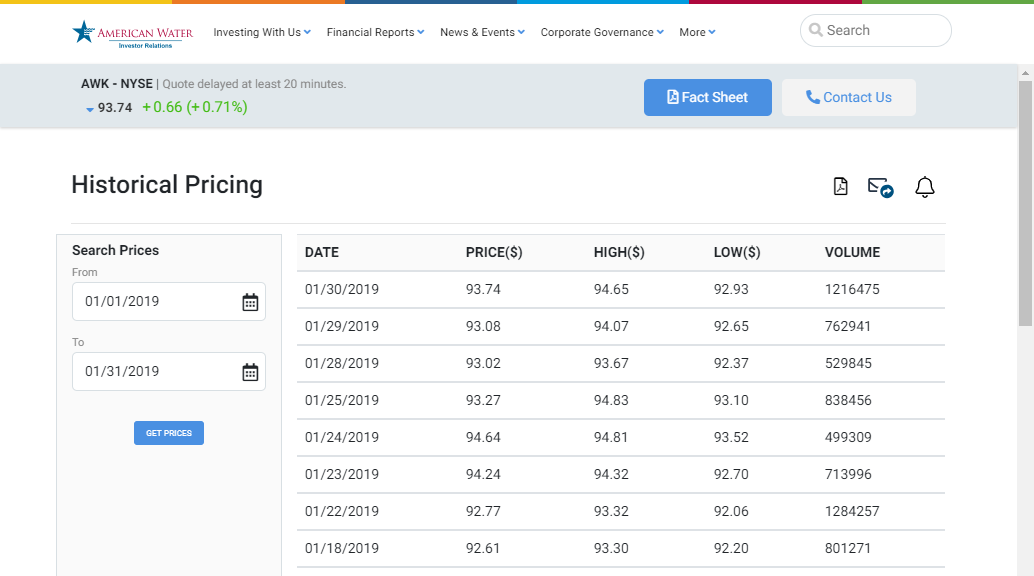 AMERICAN WATER
Investor Relations
Investing With Us Financial Reports News & Events Corporate Governance More
Search
AWK - NYSE | Quote delayed at least 20 minutes.
93.74 +0.66 (+0.71%)
Fact Sheet
Contact Us
Historical Pricing
Search Prices
From
01/01/2019
To
01/31/2019
GET PRICES
DATE PRICE($) HIGH($) LOW($) VOLUME
01/30/2019 93.74 94.65 92.93 1216475
01/29/2019 93.08 94.07 92.65 762941
01/28/2019 93.02 93.67 92.37 529845
01/25/2019 93.27 94.83 93.10 838456
01/24/2019 94.64 94.81 93.52 499309
01/23/2019 94.24 94.32 92.70 713996
01/22/2019 92.77 93.32 92.06 1284257
01/18/2019 92.61 93.30 92.20 801271